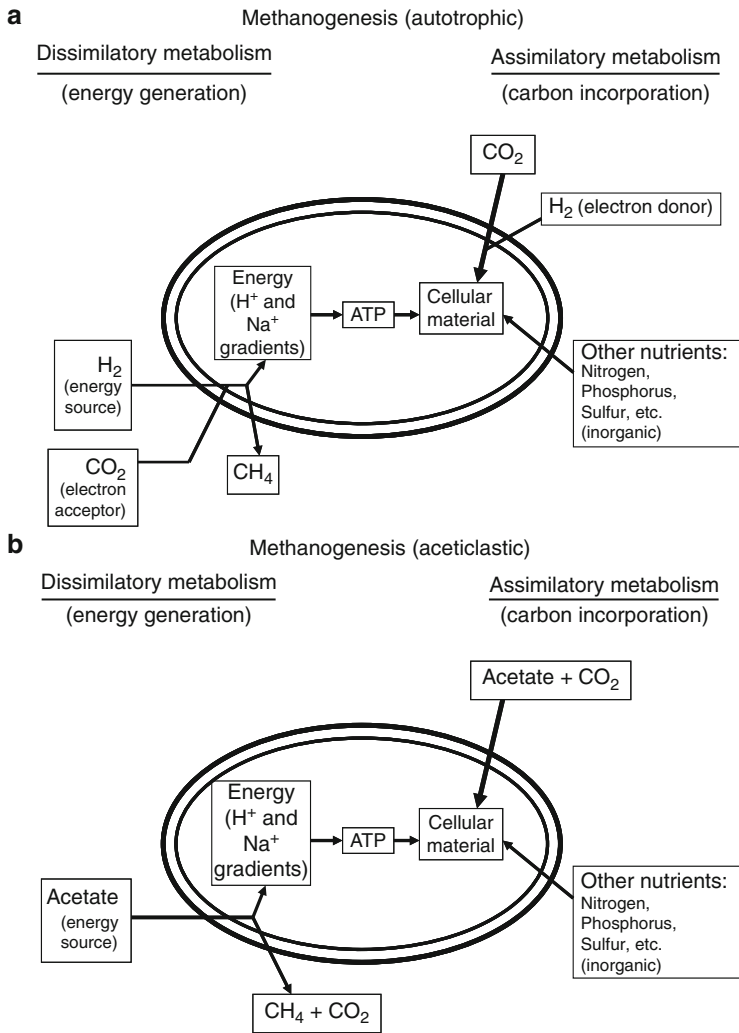 a
Methanogenesis (autotrophic)
Dissimilatory metabolism
(energy generation)
Assimilatory metabolism
(carbon incorporation)
CO₂
H₂ (electron donor)
Energy
(H⁺ and
Na⁺
gradients)
ATP
Cellular
material
H₂
(energy
source)
Other nutrients:
Nitrogen,
Phosphorus,
Sulfur, etc.
(inorganic)
CO₂
(electron
acceptor)
CH₄
b
Methanogenesis (aceticlastic)
Dissimilatory metabolism
(energy generation)
Assimilatory metabolism
(carbon incorporation)
Acetate + CO₂
Energy
(H⁺ and
Na⁺
gradients)
ATP
Cellular
material
Acetate
(energy
source)
Other nutrients:
Nitrogen,
Phosphorus,
Sulfur, etc.
(inorganic)
CH₄ + CO₂